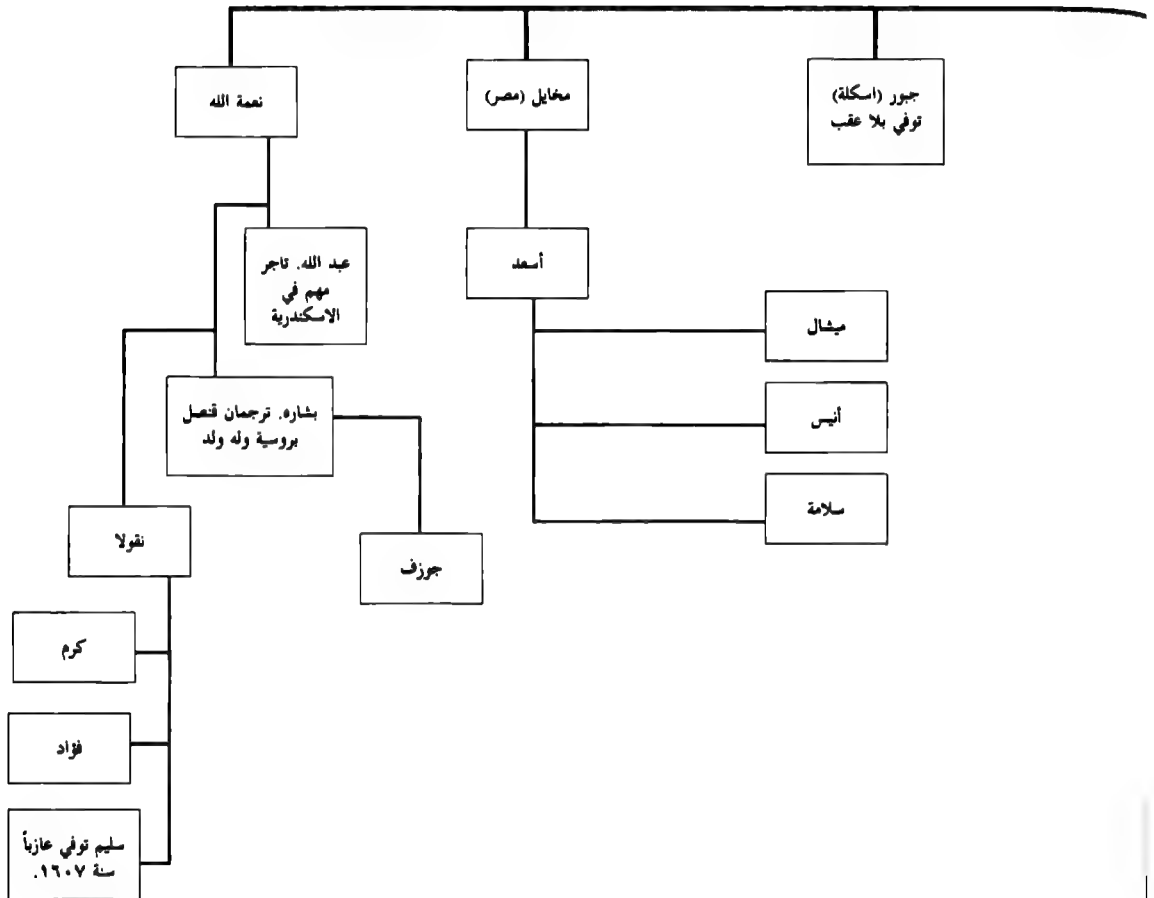 جبور (اسكلة)
توفي بلا عقب
مخايل (مصر)
نعمة الله
أسعد
عبد الله. تاجر
مهم في
الاسكندرية
ميشال
أنيس
سلامة
بشاره. ترجمان قنصل
بروسية وله ولد
جوزف
نقولا
كرم
فؤاد
سليم توفي عازباً
سنة ١٦٠٧.